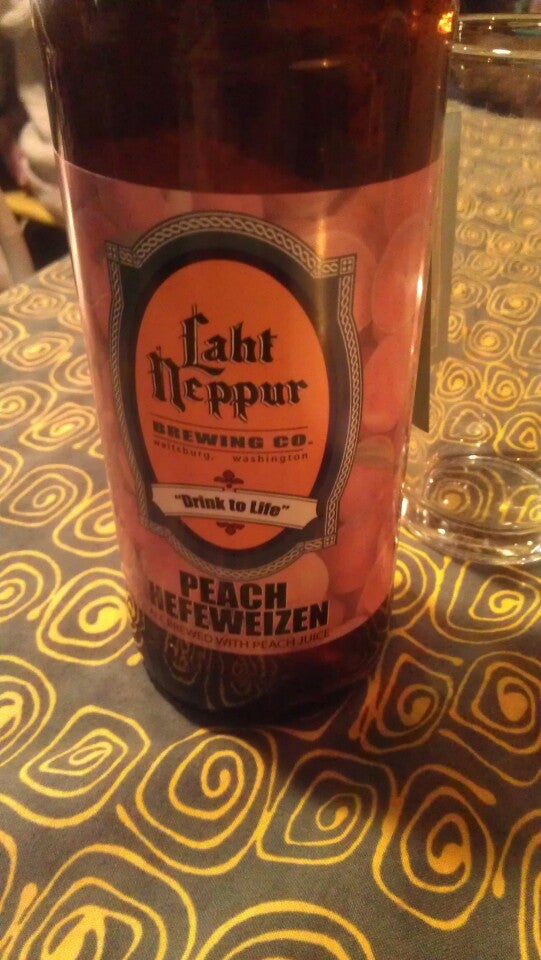 Laht
Neppur
BREWING CO.
waitsburg, washington
"Drink to Life"
PEACH
HEFEWEIZEN
BREWED WITH PEACH JUICE